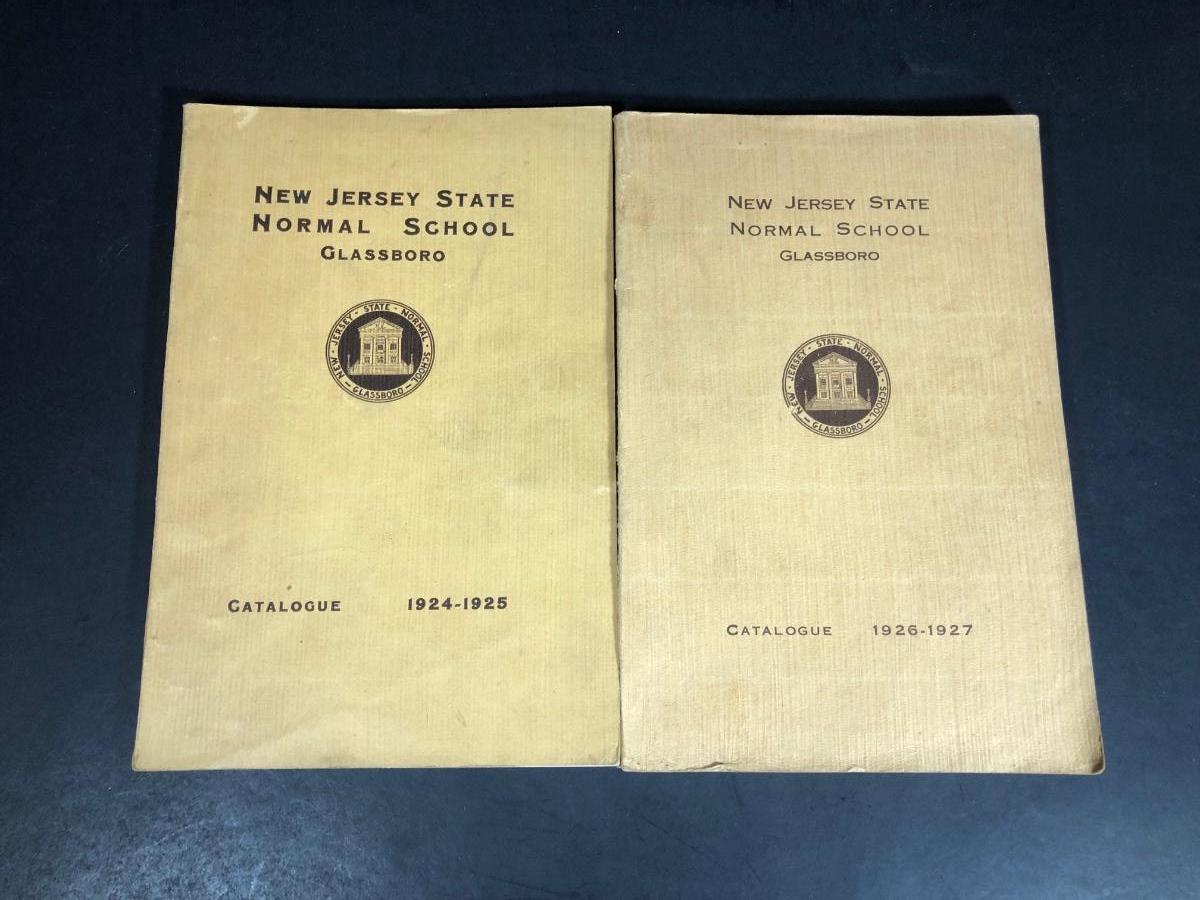 New Jersey State
Normal School
Glassboro
NEW · JERSEY · STATE · NORMAL · SCHOOL
— GLASSBORO —
Catalogue 1924-1925
New Jersey State
Normal School
Glassboro
NEW · JERSEY · STATE · NORMAL · SCHOOL
— GLASSBORO —
Catalogue 1926-1927